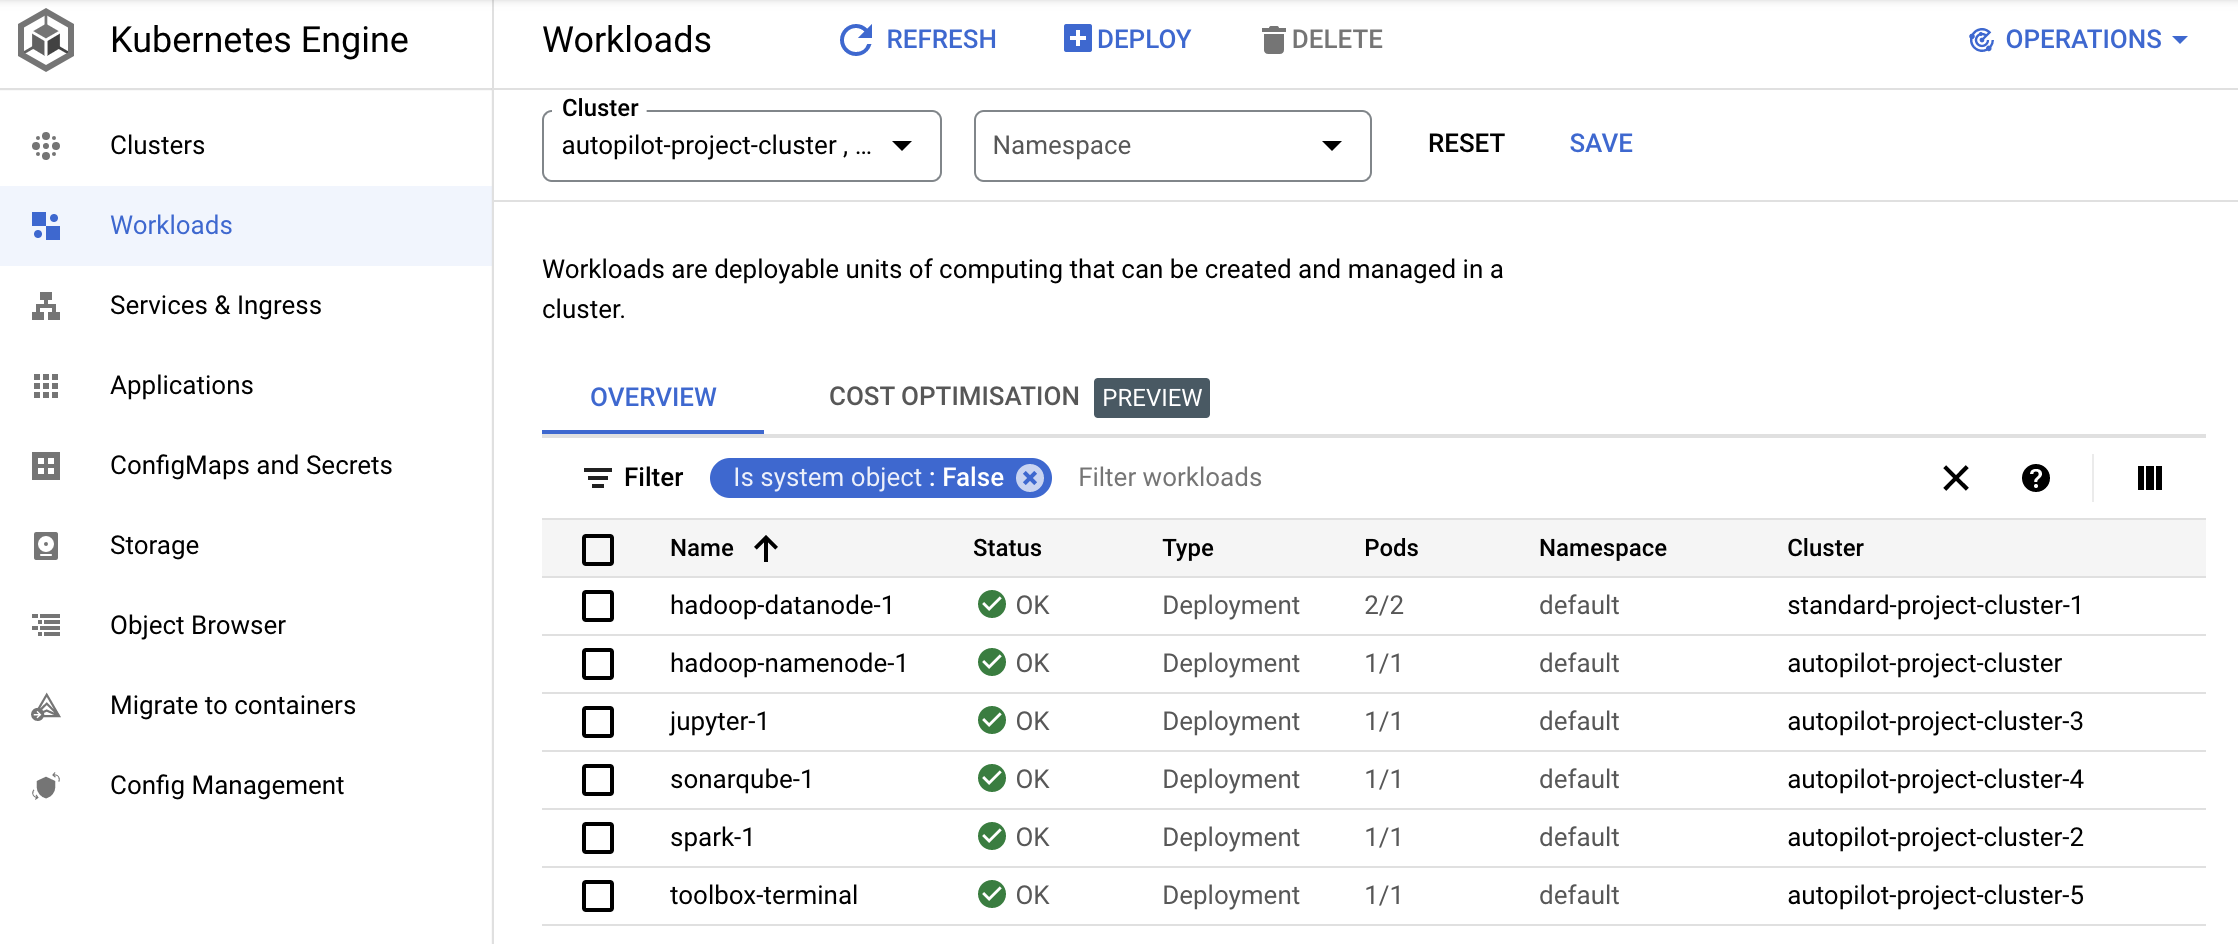 Kubernetes Engine
Workloads
REFRESH
DEPLOY
DELETE
OPERATIONS
Clusters
Workloads
Services & Ingress
Applications
ConfigMaps and Secrets
Storage
Object Browser
Migrate to containers
Config Management
Cluster
autopilot-project-cluster , ...
Namespace
RESET
SAVE
Workloads are deployable units of computing that can be created and managed in a
cluster.
OVERVIEW
COST OPTIMISATION PREVIEW
Filter Is system object : False Filter workloads
Name Status Type Pods Namespace Cluster
hadoop-datanode-1 OK Deployment 2/2 default standard-project-cluster-1
hadoop-namenode-1 OK Deployment 1/1 default autopilot-project-cluster
jupyter-1 OK Deployment 1/1 default autopilot-project-cluster-3
sonarqube-1 OK Deployment 1/1 default autopilot-project-cluster-4
spark-1 OK Deployment 1/1 default autopilot-project-cluster-2
toolbox-terminal OK Deployment 1/1 default autopilot-project-cluster-5